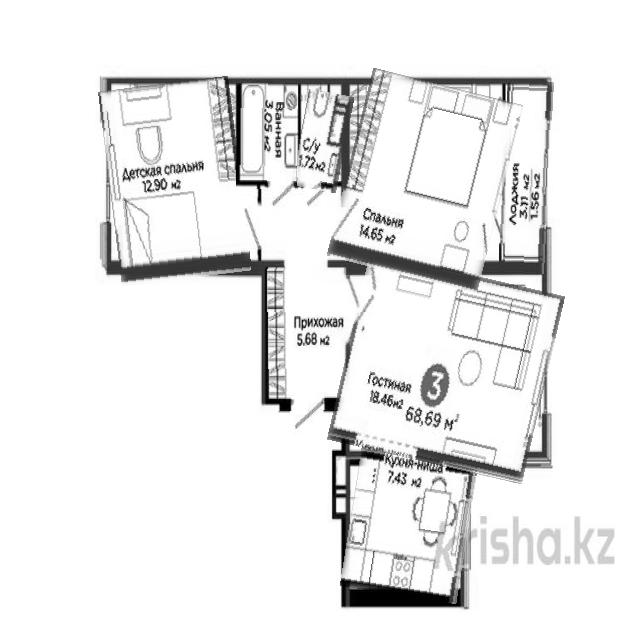 Детская спальня
12.90 м2
Ванная
3.05 м2
С/у
1.72 м2
Спальня
14.65 м2
Лоджия
3.11 м2
1.56 м2
Прихожая
5.68 м2
Гостиная
18.46 м2
3
68,69 м²
Кухня-ниша
7.43 м2
krisha.kz